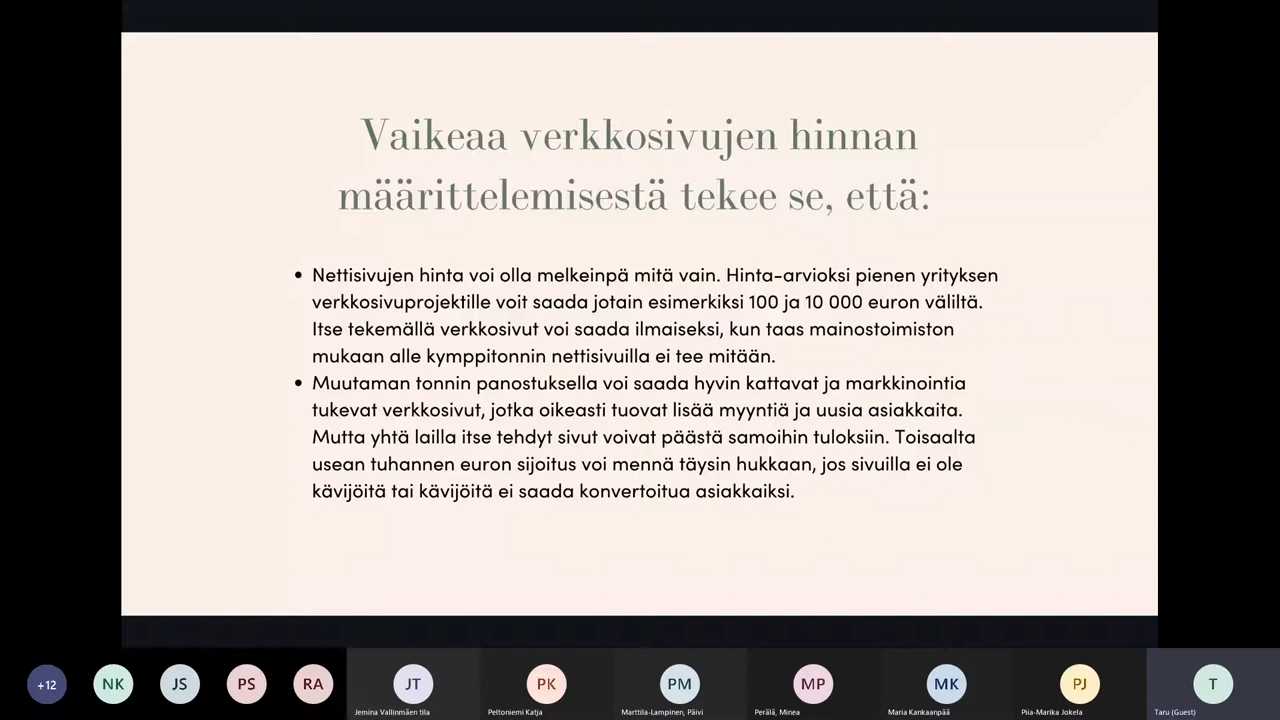 Vaikeaa verkkosivujen hinnan
määrittelemisestä tekee se, että:
• Nettisivujen hinta voi olla melkeinpä mitä vain. Hinta-arvioksi pienen yrityksen
verkkosivuprojektille voit saada jotain esimerkiksi 100 ja 10 000 euron väliltä.
Itse tekemällä verkkosivut voi saada ilmaiseksi, kun taas mainostoimiston
mukaan alle kymppitonnin nettisivuilla ei tee mitään.
• Muutaman tonnin panostuksella voi saada hyvin kattavat ja markkinointia
tukevat verkkosivut, jotka oikeasti tuovat lisää myyntiä ja uusia asiakkaita.
Mutta yhtä lailla itse tehdyt sivut voivat päästä samoihin tuloksiin. Toisaalta
usean tuhannen euron sijoitus voi mennä täysin hukkaan, jos sivuilla ei ole
kävijöitä tai kävijöitä ei saada konvertoitua asiakkaiksi.
+12 NK JS PS RA JT PK PM MP MK PJ T
Jemina Vallinmäen tila Peltoniemi Katja Marttila-Lampinen, Päivi Perälä, Minea Maria Kankaanpää Piia-Marika Jokela Taru (Guest)